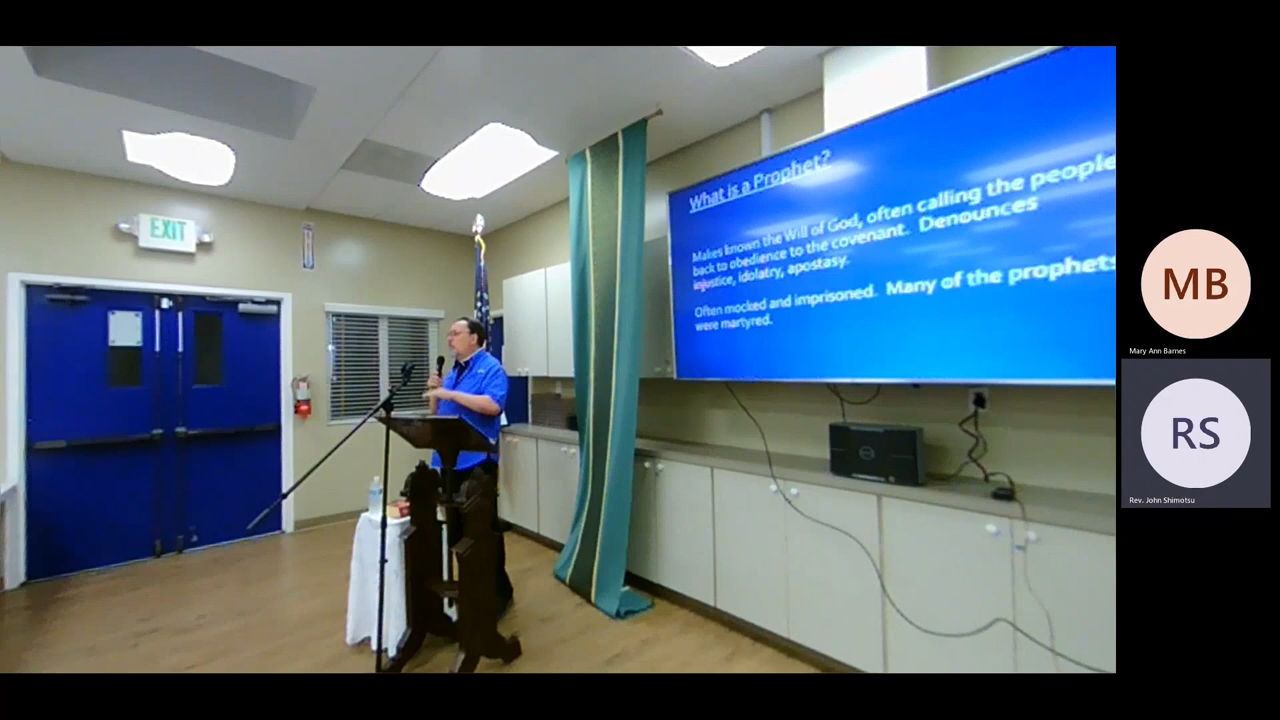 EXIT
What is a Prophet?
Makes known the Will of God, often calling the people
back to obedience to the covenant. Denounces
injustice, idolatry, apostasy.
Often mocked and imprisoned. Many of the prophets
were martyred.
DELL
MB
Mary Ann Barnes
RS
Rev. John Shimotsu